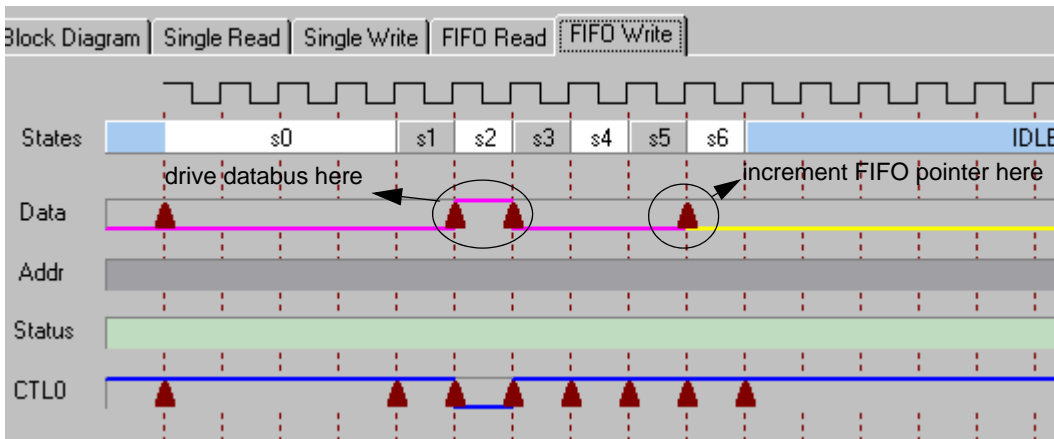 Block Diagram Single Read Single Write FIFO Read FIFO Write
States s0 s1 s2 s3 s4 s5 s6 IDLE
drive databus here increment FIFO pointer here
Data
Addr
Status
CTL0